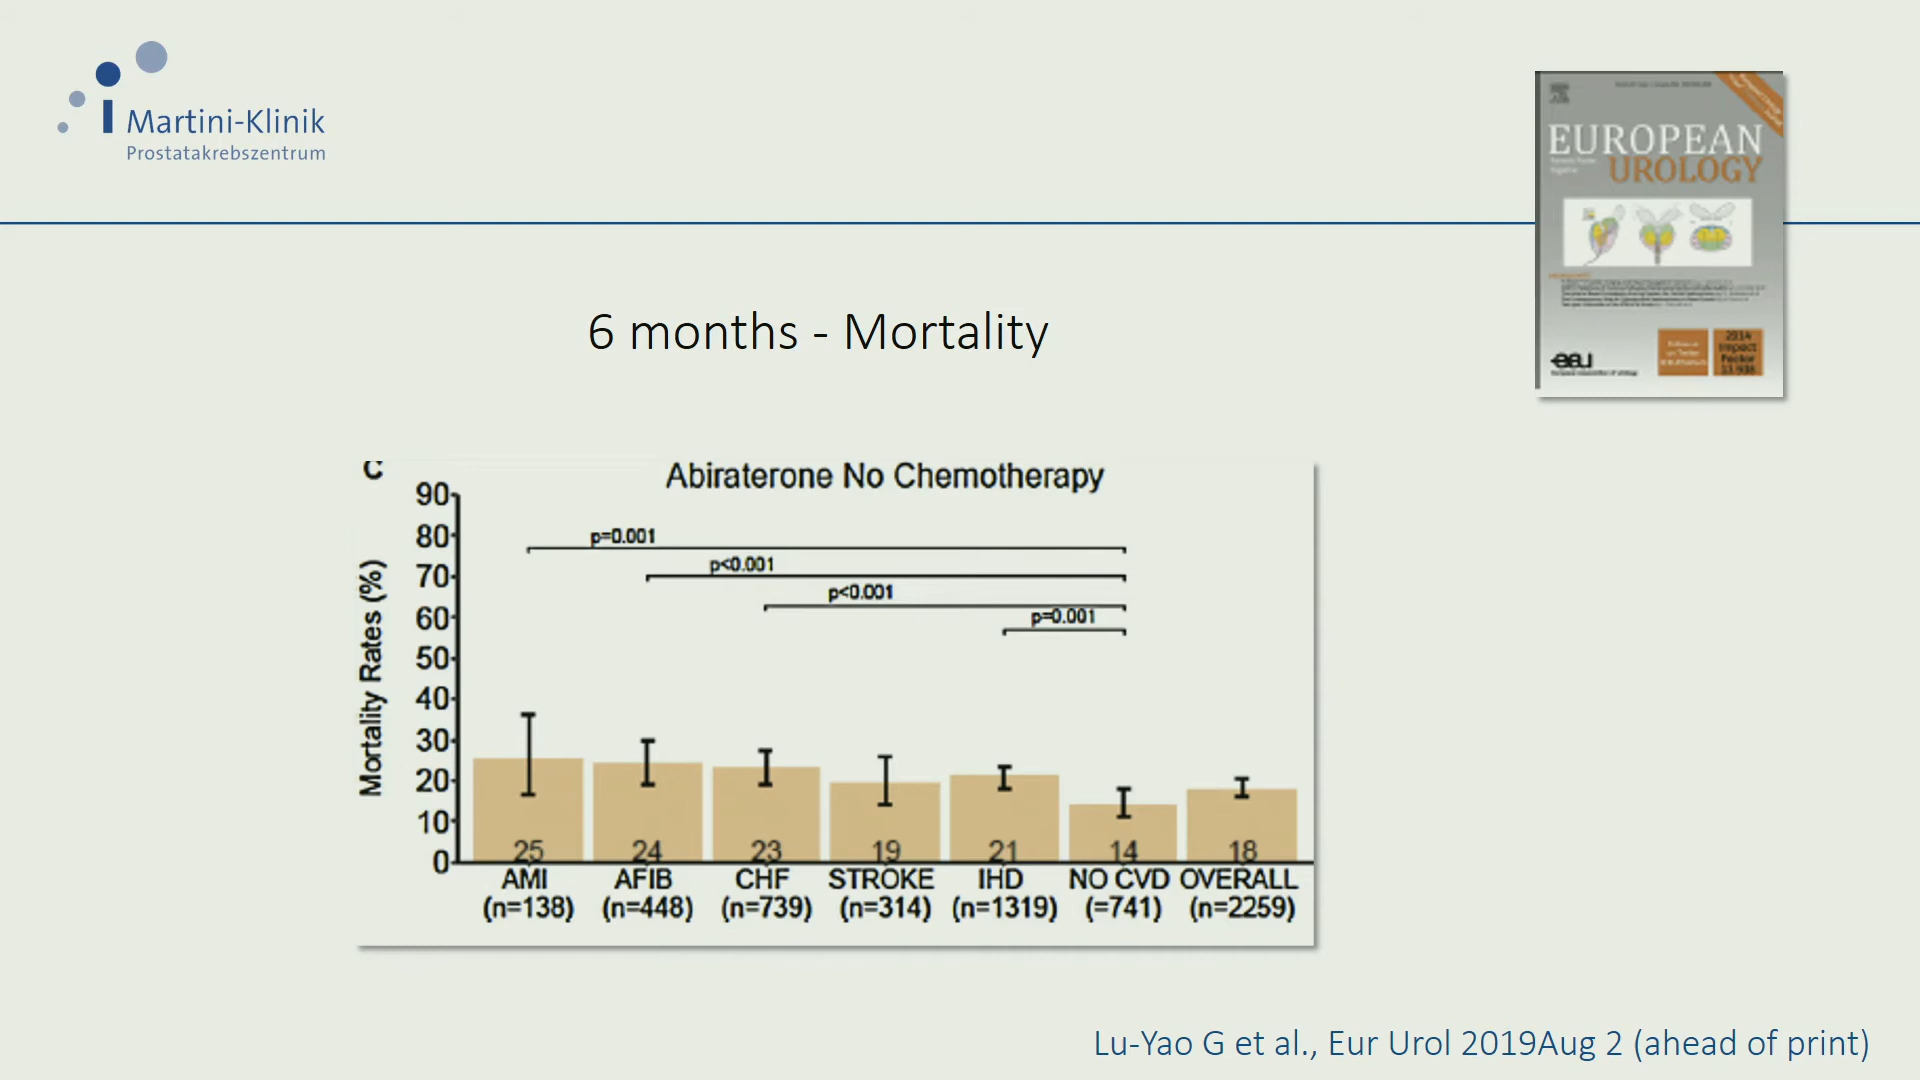 Martini-Klinik
Prostatakrebszentrum
EUROPEAN
UROLOGY
eau
2014
Impact
Factor
6 months - Mortality
C
Abiraterone No Chemotherapy
Mortality Rates (%)
90
80
70
60
50
40
30
20
10
0
p=0.001
p<0.001
p<0.001
p=0.001
25 24 23 19 21 14 18
AMI AFIB CHF STROKE IHD NO CVD OVERALL
(n=138) (n=448) (n=739) (n=314) (n=1319) (=741) (n=2259)
Lu-Yao G et al., Eur Urol 2019Aug 2 (ahead of print)